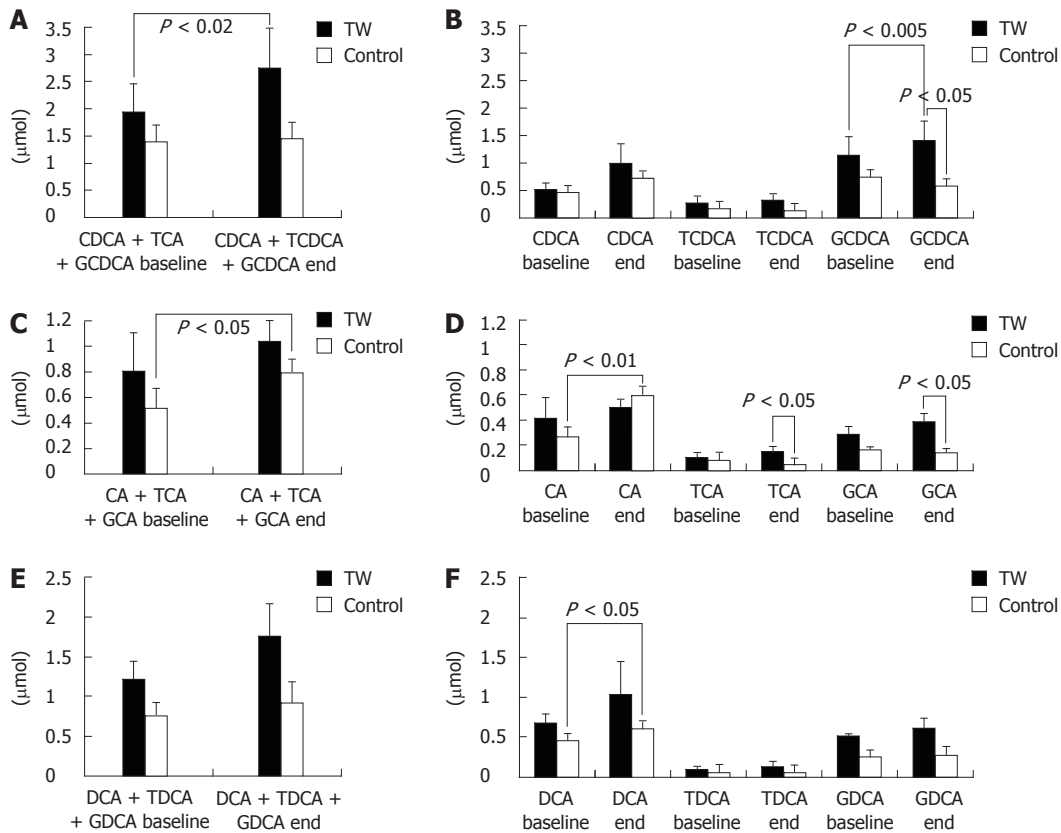 A
P < 0.02
TW
Control
3.5
3
2.5
2
1.5
1
0.5
0
(μmol)
CDCA + TCA
+ GCDCA baseline
CDCA + TCDCA
+ GCDCA end
B
P < 0.005
P < 0.05
TW
Control
3.5
3
2.5
2
1.5
1
0.5
0
(μmol)
CDCA
baseline
CDCA
end
TCDCA
baseline
TCDCA
end
GCDCA
baseline
GCDCA
end
C
P < 0.05
TW
Control
1.2
1
0.8
0.6
0.4
0.2
0
(μmol)
CA + TCA
+ GCA baseline
CA + TCA
+ GCA end
D
P < 0.01
P < 0.05
P < 0.05
TW
Control
1.2
1
0.8
0.6
0.4
0.2
0
(μmol)
CA
baseline
CA
end
TCA
baseline
TCA
end
GCA
baseline
GCA
end
E
TW
Control
2.5
2
1.5
1
0.5
0
(μmol)
DCA + TDCA
+ GDCA baseline
DCA + TDCA +
GDCA end
F
P < 0.05
TW
Control
2.5
2
1.5
1
0.5
0
(μmol)
DCA
baseline
DCA
end
TDCA
baseline
TDCA
end
GDCA
baseline
GDCA
end